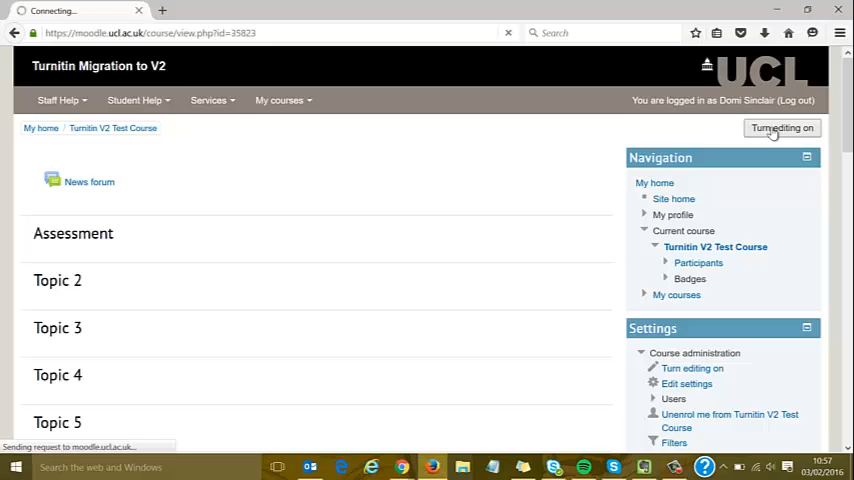 Connecting...
https://moodle.ucl.ac.uk/course/view.php?id=35823
Search
Turnitin Migration to V2
UCL
Staff Help
Student Help
Services
My courses
You are logged in as Domi Sinclair (Log out)
My home / Turnitin V2 Test Course
Turn editing on
News forum
Assessment
Topic 2
Topic 3
Topic 4
Topic 5
Navigation
My home
Site home
My profile
Current course
Turnitin V2 Test Course
Participants
Badges
My courses
Settings
Course administration
Turn editing on
Edit settings
Users
Unenrol me from Turnitin V2 Test
Course
Filters
Sending request to moodle.ucl.ac.uk...
Search the web and Windows
10:57
03/02/2016